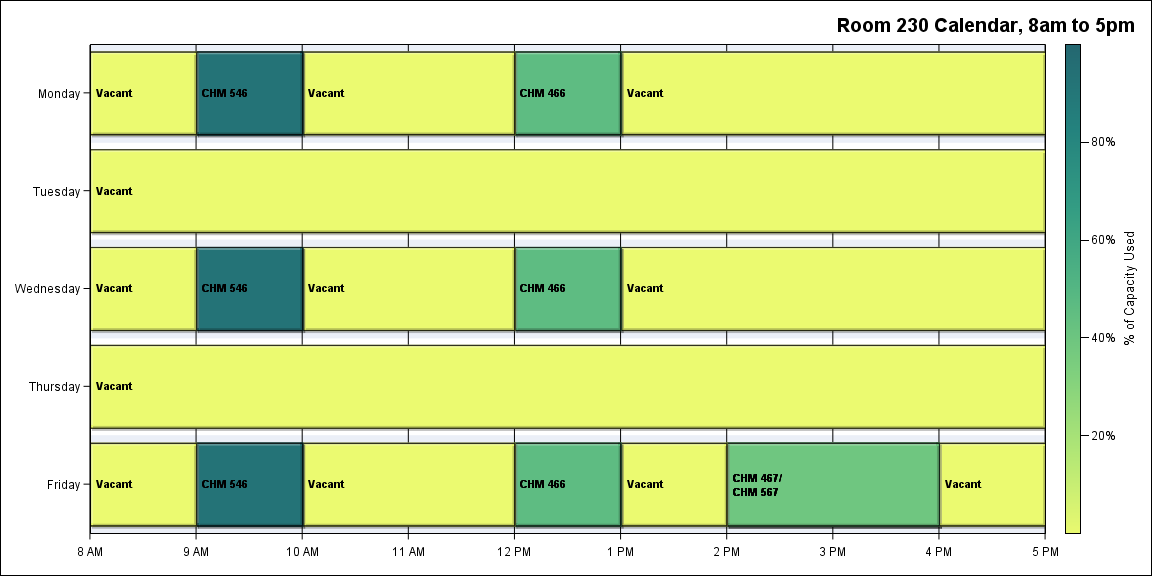 Room 230 Calendar, 8am to 5pm
Monday
Vacant
CHM 546
Vacant
CHM 466
Vacant
Tuesday
Vacant
Wednesday
Vacant
CHM 546
Vacant
CHM 466
Vacant
Thursday
Vacant
Friday
Vacant
CHM 546
Vacant
CHM 466
Vacant
CHM 467/
CHM 567
Vacant
8 AM
9 AM
10 AM
11 AM
12 PM
1 PM
2 PM
3 PM
4 PM
5 PM
80%
60%
40%
20%
% of Capacity Used